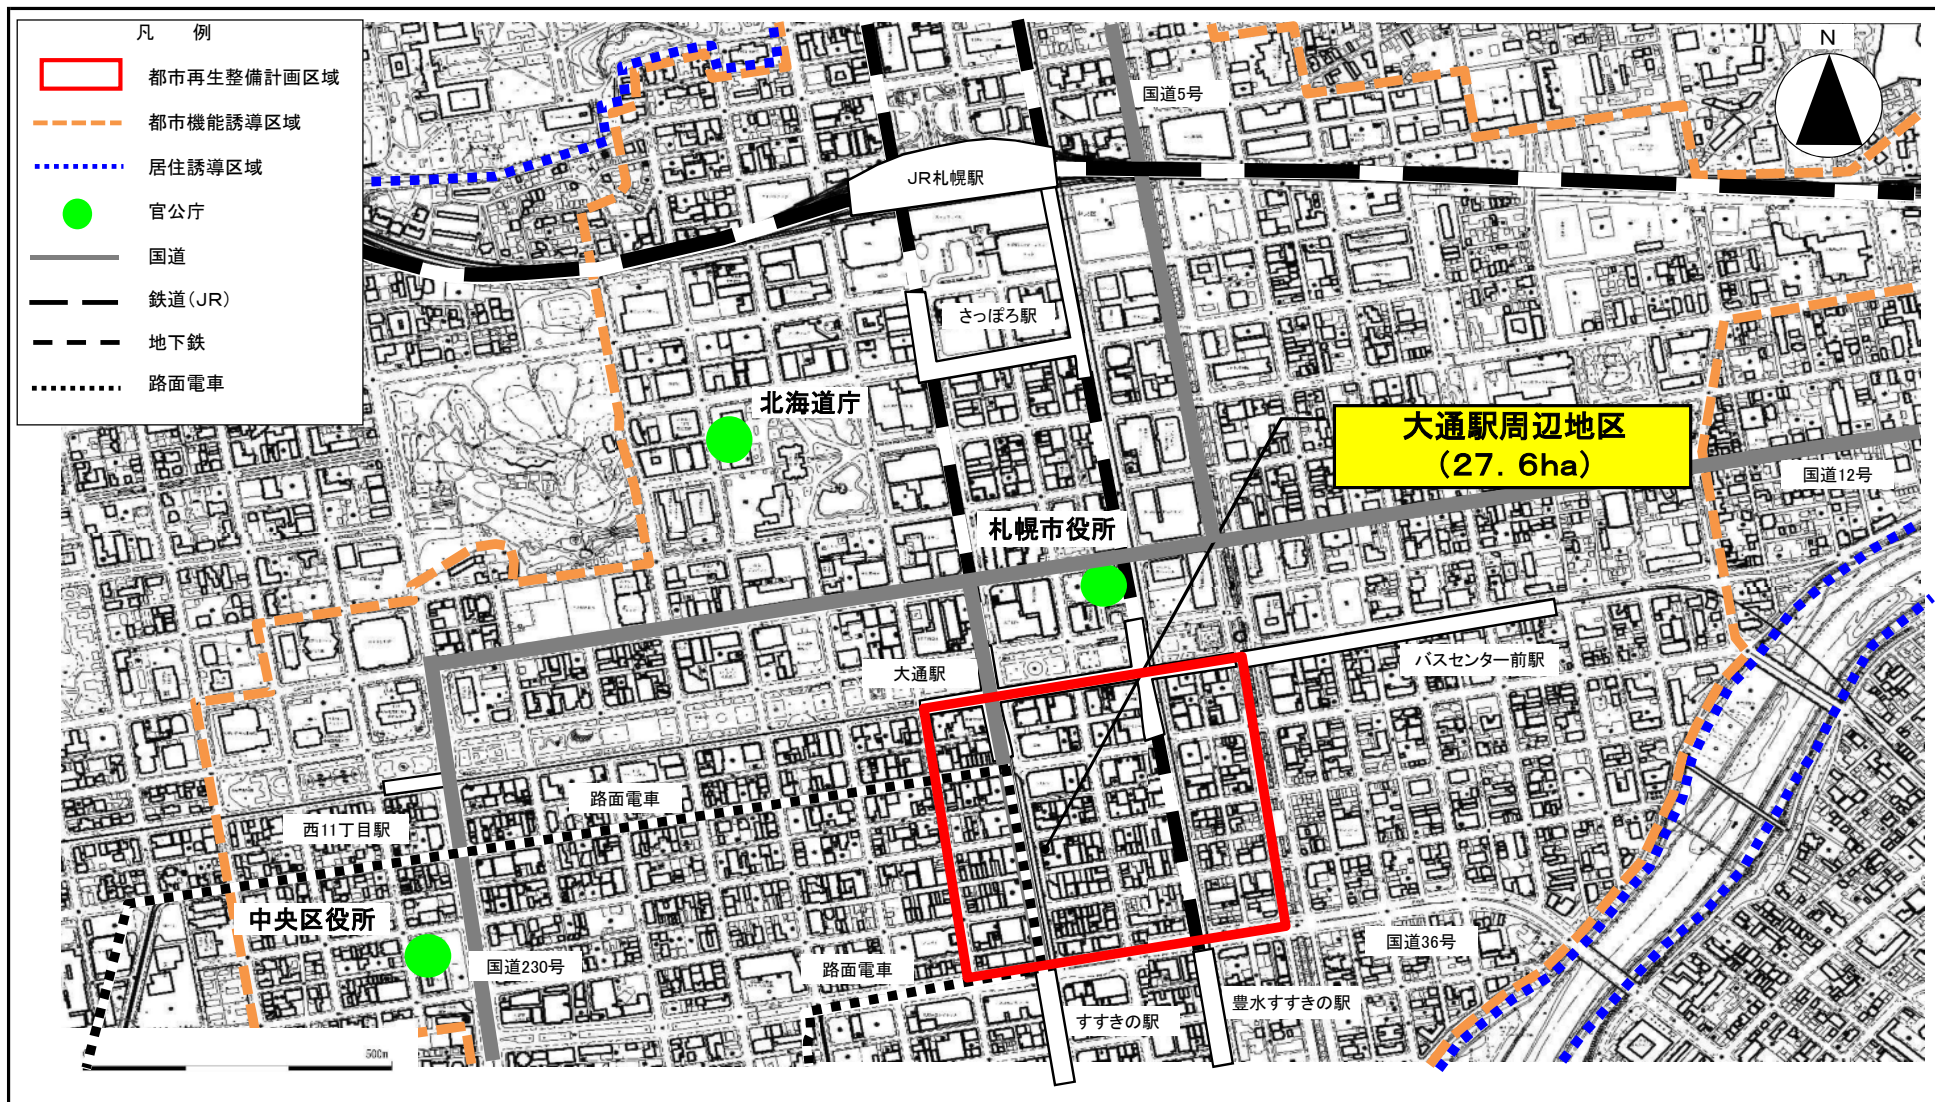 凡　例
都市再生整備計画区域
都市機能誘導区域
居住誘導区域
官公庁
国道
鉄道(JR)
地下鉄
路面電車
N
国道5号
JR札幌駅
さっぽろ駅
北海道庁
大通駅周辺地区
(27. 6ha)
国道12号
札幌市役所
大通駅
バスセンター前駅
路面電車
西11丁目駅
中央区役所
国道230号
路面電車
国道36号
すすきの駅
豊水すすきの駅
500m